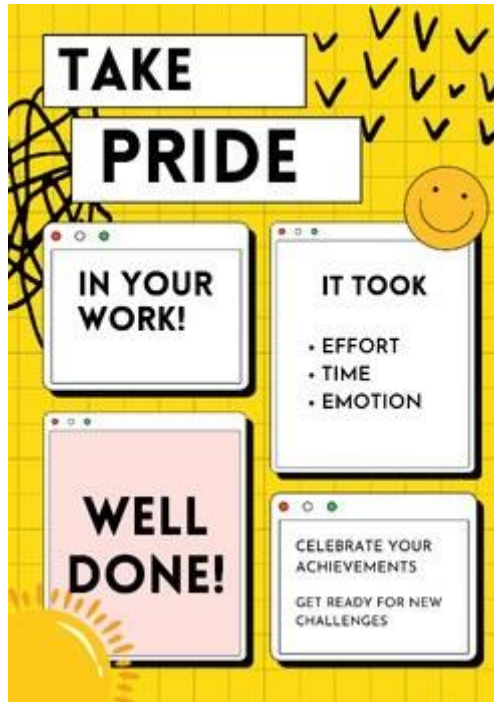 TAKE
PRIDE
IN YOUR
WORK!
IT TOOK
• EFFORT
• TIME
• EMOTION
WELL
DONE!
CELEBRATE YOUR
ACHIEVEMENTS
GET READY FOR NEW
CHALLENGES